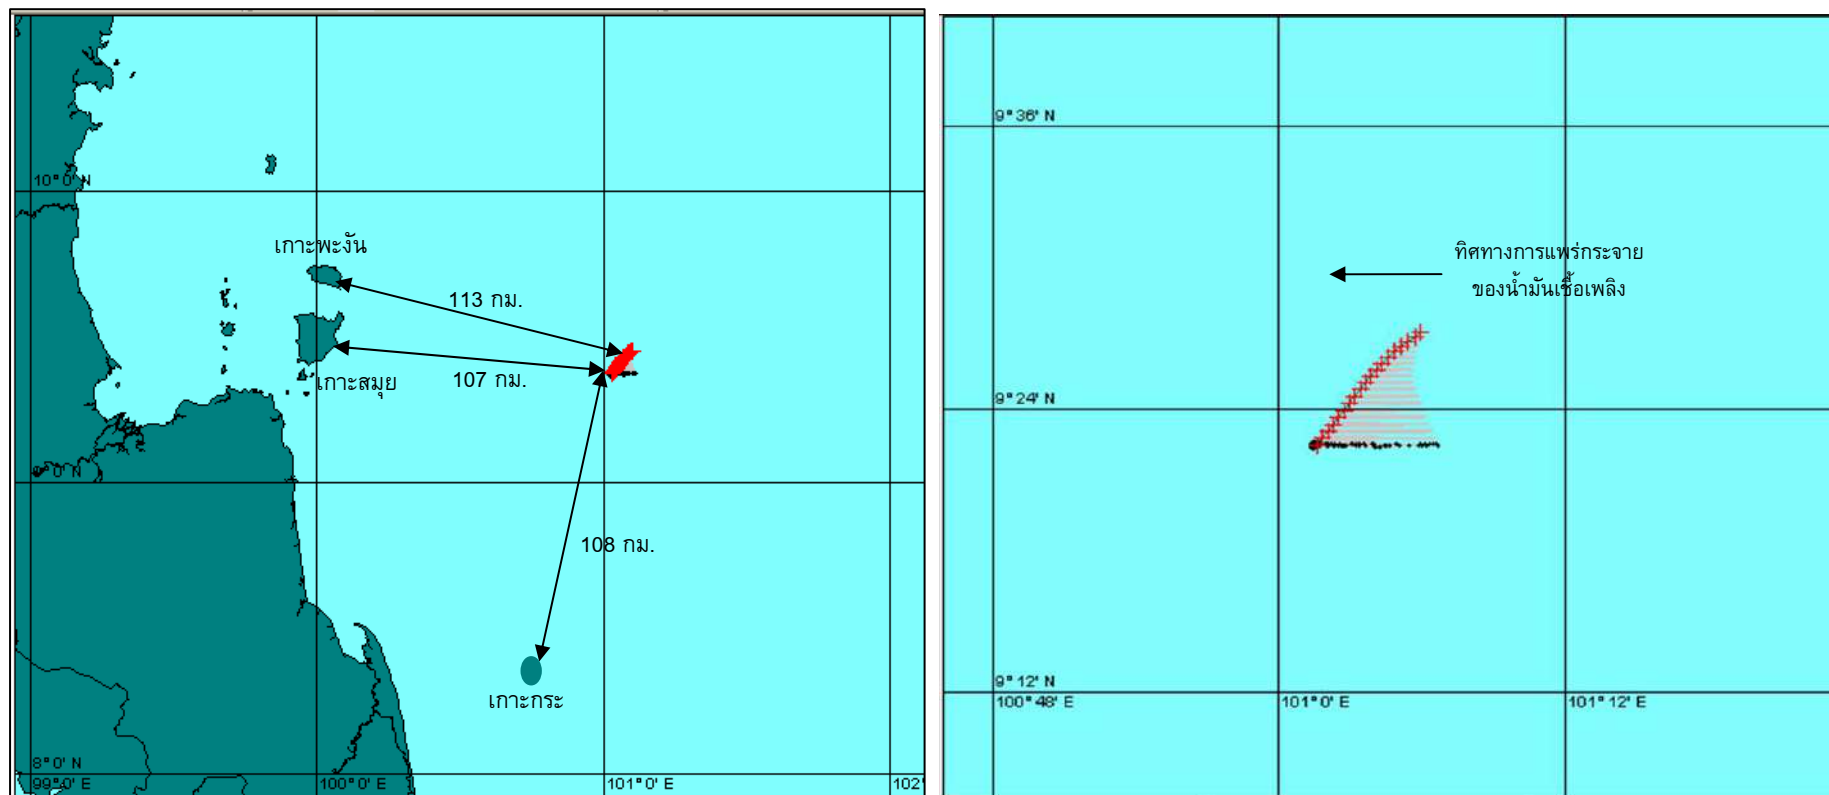 10°0' N
เกาะพะงัน
113 กม.
เกาะสมุย
107 กม.
9°0' N
108 กม.
เกาะกระ
8°0' N
99°0' E
100°0' E
101°0' E
102°
9°36' N
ทิศทางการแพร่กระจาย
ของน้ำมันเชื้อเพลิง
9°24' N
9°12' N
100°48' E
101°0' E
101°12' E